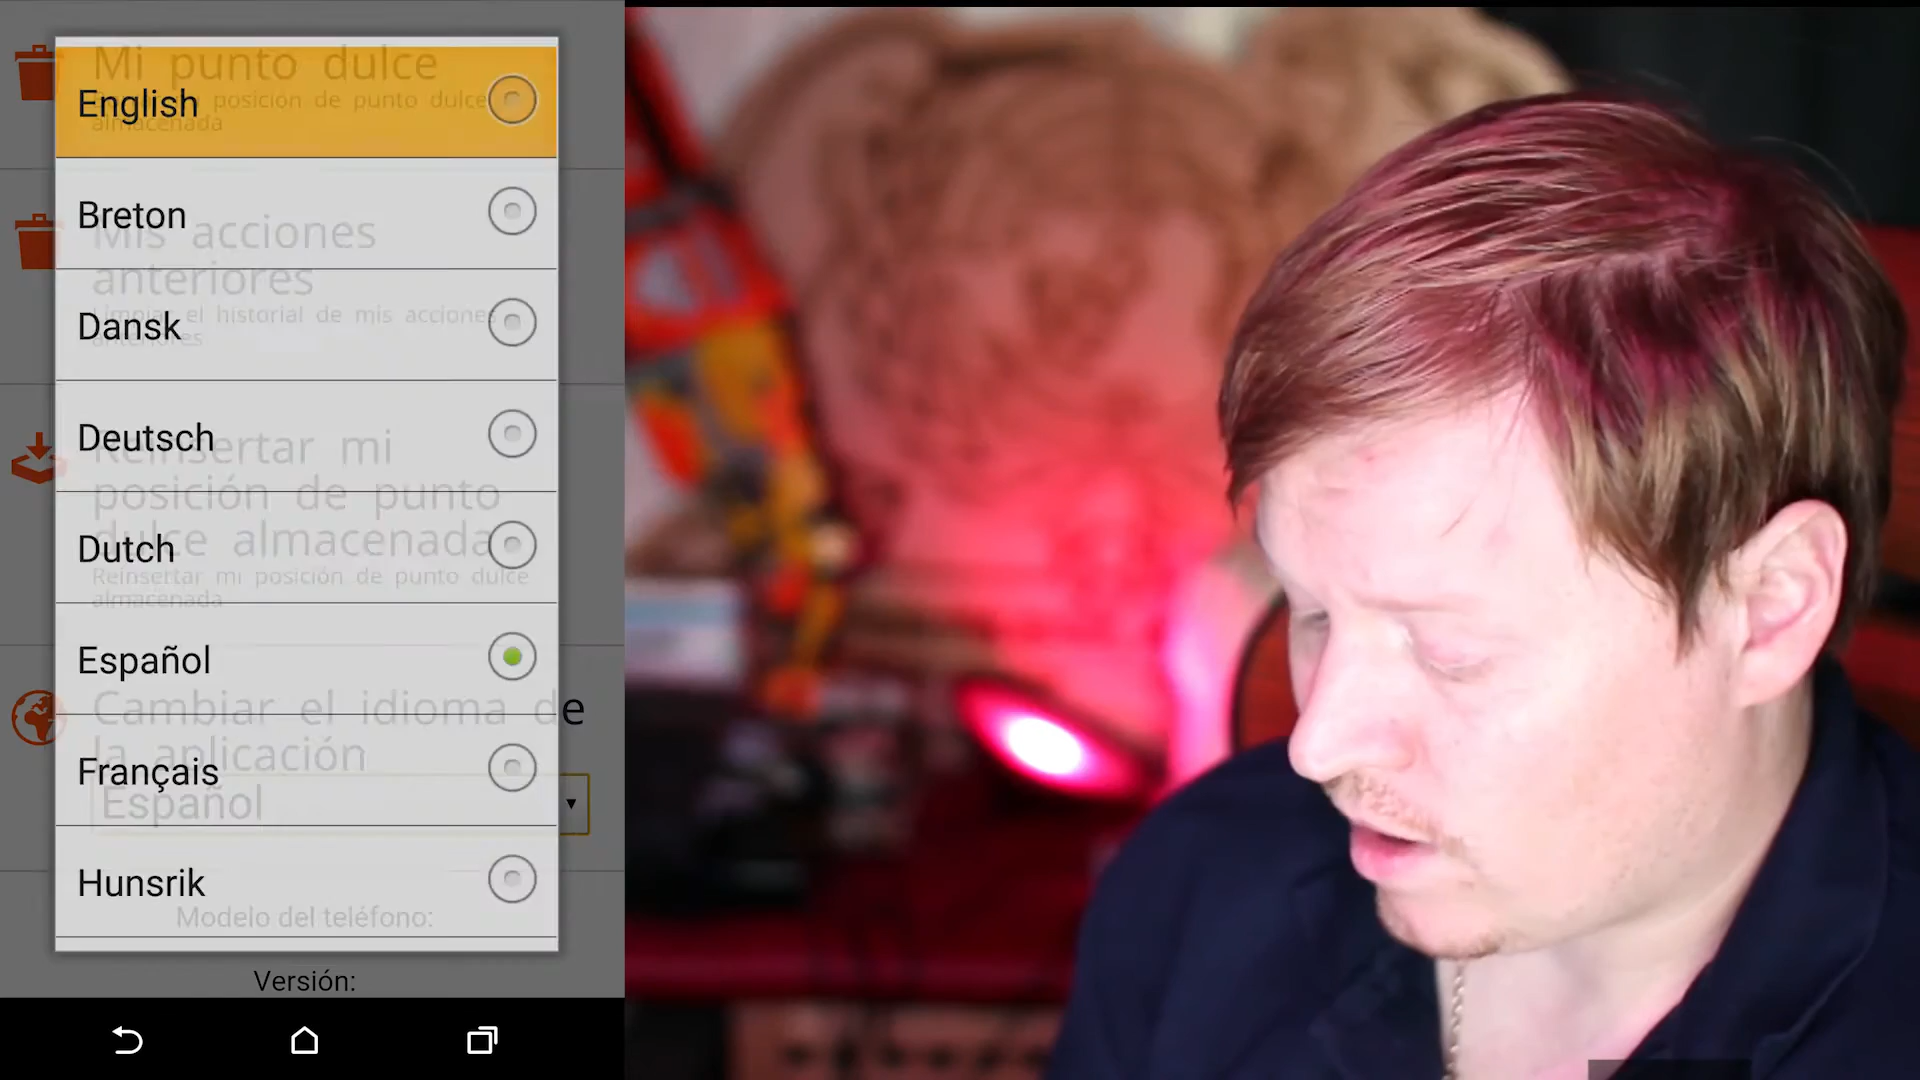 Mi punto dulce
English
posición de punto dulce
almacenada
Breton
Mis acciones
anteriores
Limpiar el historial de mis acciones
anteriores
Dansk
Deutsch
Reinsertar mi
posición de punto
dulce almacenada
Dutch
Reinsertar mi posición de punto dulce
almacenada
Español
Cambiar el idioma de
la aplicación
Français
Español
Hunsrik
Modelo del teléfono:
Versión: